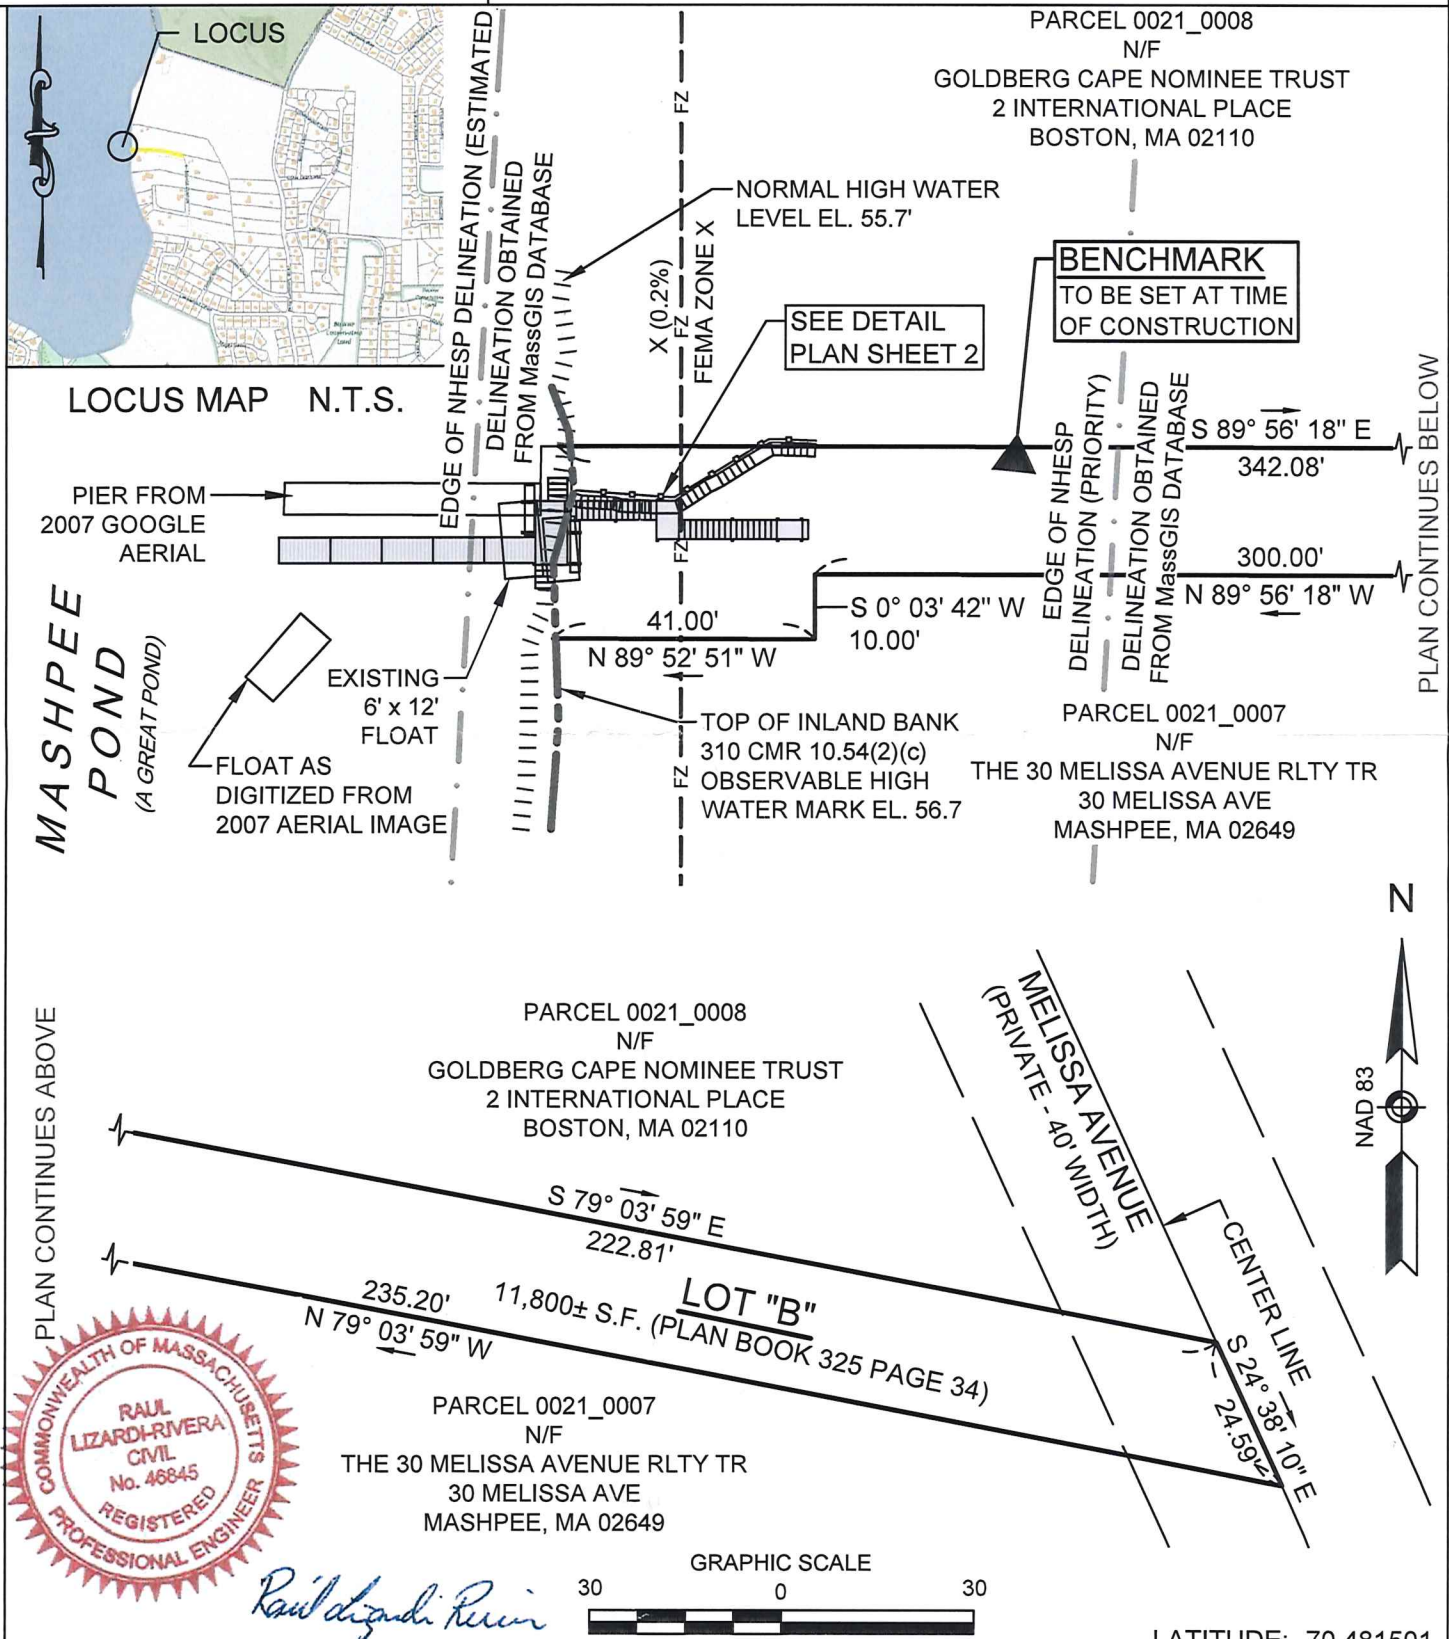 LOCUS
LOCUS MAP N.T.S.
EDGE OF NHESP DELINEATION (ESTIMATED
DELINEATION OBTAINED
FROM MassGIS DATABASE
FZ
X (0.2%)
FZ
FEMA ZONE X
FZ
FZ
PARCEL 0021_0008
N/F
GOLDBERG CAPE NOMINEE TRUST
2 INTERNATIONAL PLACE
BOSTON, MA 02110
NORMAL HIGH WATER
LEVEL EL. 55.7'
SEE DETAIL
PLAN SHEET 2
BENCHMARK
TO BE SET AT TIME
OF CONSTRUCTION
EDGE OF NHESP
DELINEATION (PRIORITY)
DELINEATION OBTAINED
FROM MassGIS DATABASE
S 89° 56' 18" E
342.08'
300.00'
N 89° 56' 18" W
PLAN CONTINUES BELOW
PIER FROM
2007 GOOGLE
AERIAL
MASHPEE
POND
(A GREAT POND)
EXISTING
6' x 12'
FLOAT
FLOAT AS
DIGITIZED FROM
2007 AERIAL IMAGE
41.00'
N 89° 52' 51" W
S 0° 03' 42" W
10.00'
TOP OF INLAND BANK
310 CMR 10.54(2)(c)
OBSERVABLE HIGH
WATER MARK EL. 56.7
PARCEL 0021_0007
N/F
THE 30 MELISSA AVENUE RLTY TR
30 MELISSA AVE
MASHPEE, MA 02649
N
NAD 83
PLAN CONTINUES ABOVE
PARCEL 0021_0008
N/F
GOLDBERG CAPE NOMINEE TRUST
2 INTERNATIONAL PLACE
BOSTON, MA 02110
MELISSA AVENUE
(PRIVATE - 40' WIDTH)
CENTER LINE
S 79° 03' 59" E
222.81'
LOT "B"
11,800± S.F. (PLAN BOOK 325 PAGE 34)
235.20'
N 79° 03' 59" W
S 24° 38' 10" E
24.59'
PARCEL 0021_0007
N/F
THE 30 MELISSA AVENUE RLTY TR
30 MELISSA AVE
MASHPEE, MA 02649
COMMONWEALTH OF MASSACHUSETTS
RAUL
LIZARDI-RIVERA
CIVIL
No. 46845
REGISTERED
PROFESSIONAL ENGINEER
GRAPHIC SCALE
30 0 30